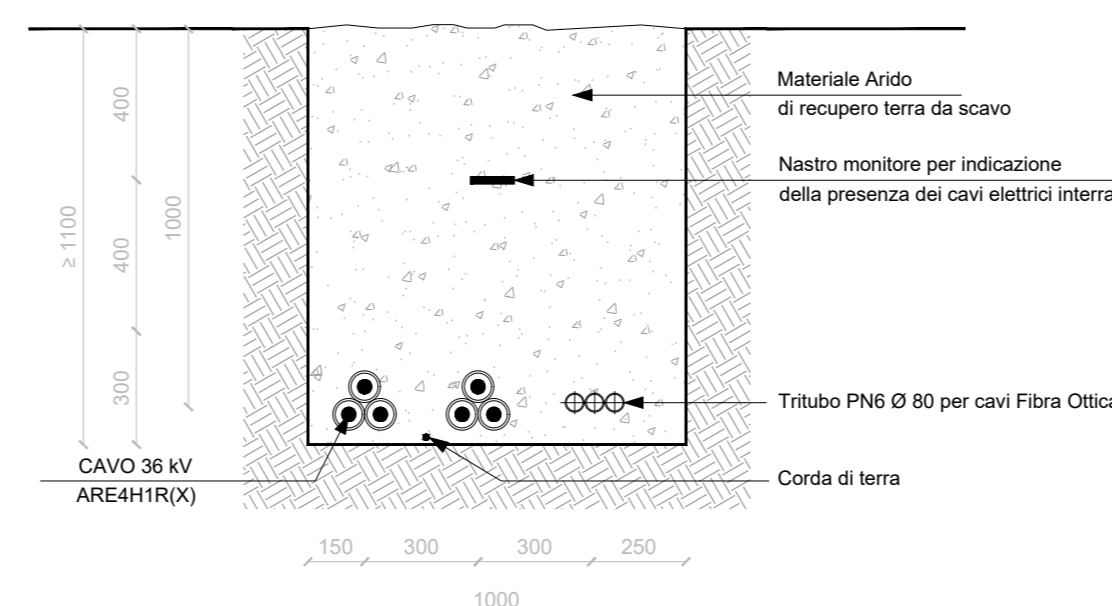 Materiale Arido
di recupero terra da scavo
Nastro monitore per indicazione
della presenza dei cavi elettrici interra
400
≥ 1100
1000
400
300
Tritubo PN6 Ø 80 per cavi Fibra Ottica
CAVO 36 kV
ARE4H1R(X)
Corda di terra
150 300 300 250
1000